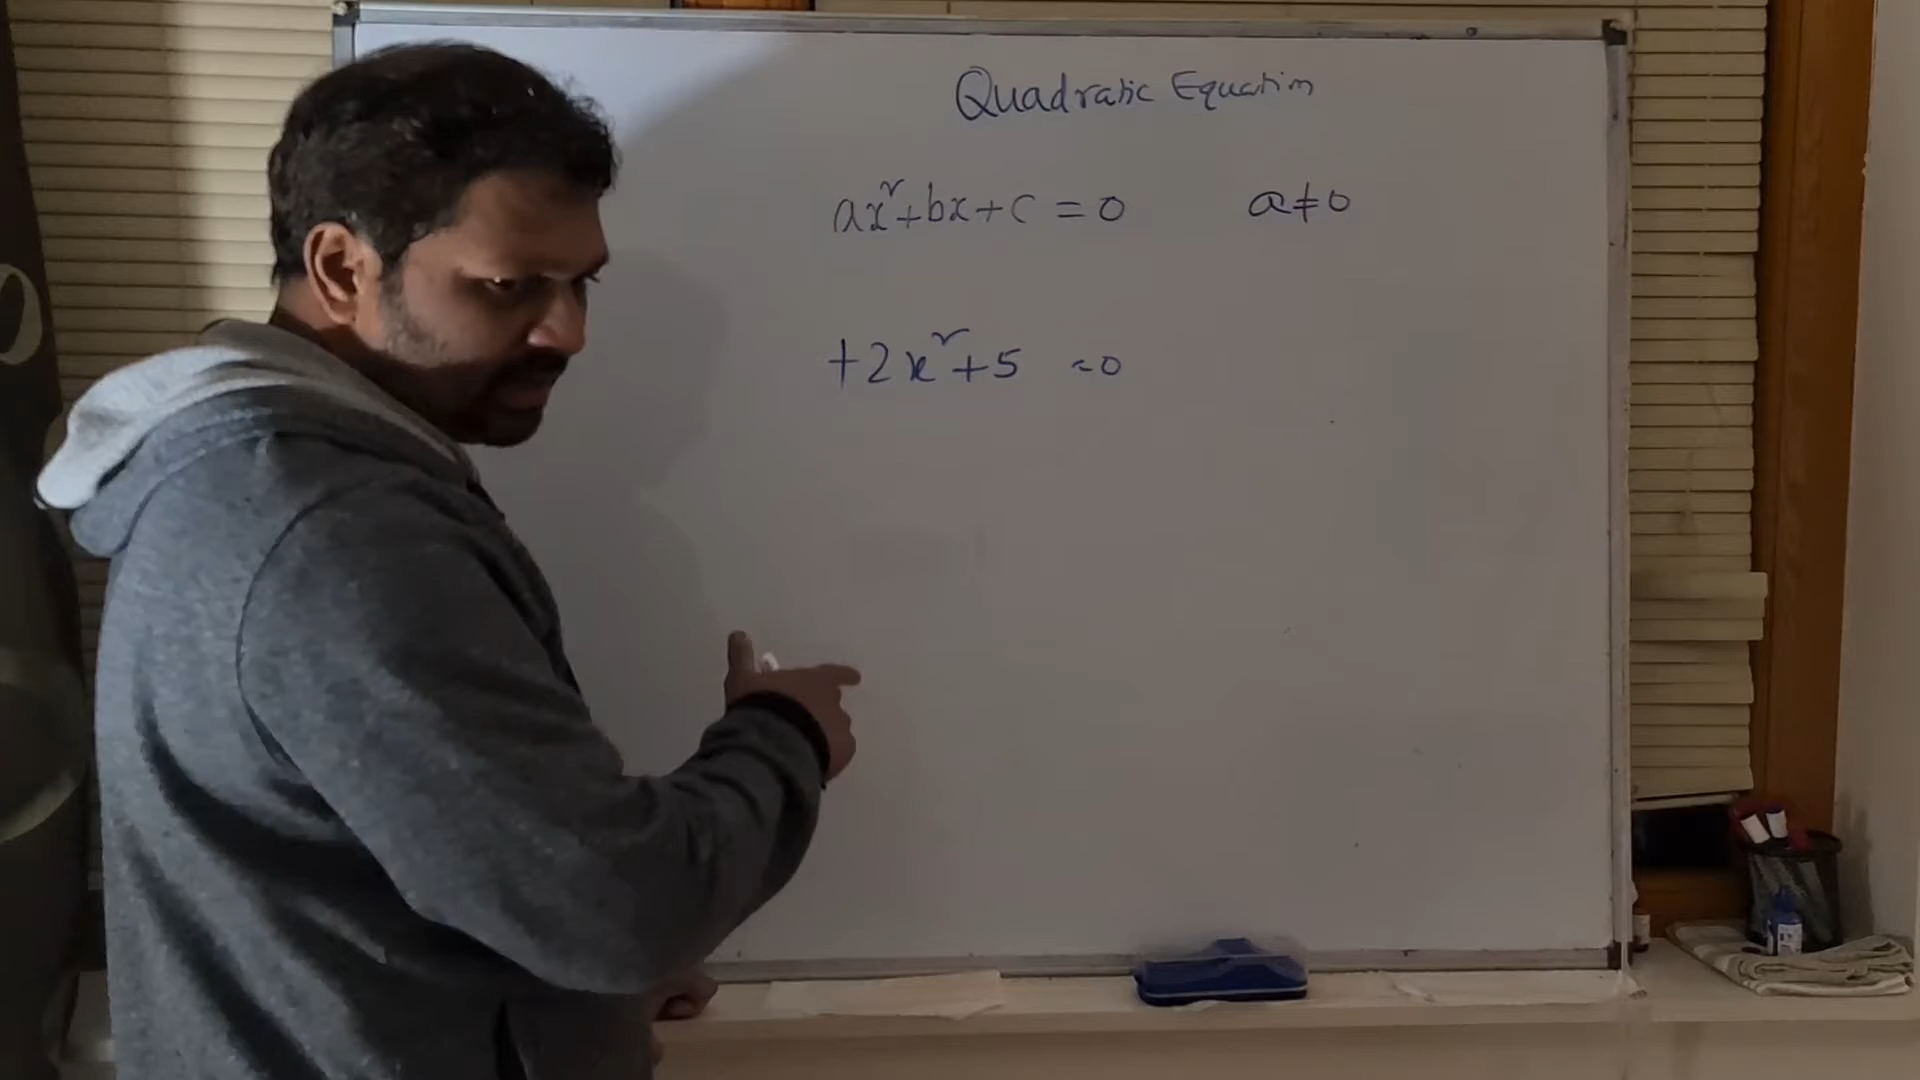 Quadratic Equation
ax²+bx+c = 0 a≠0
+2x²+5 =0